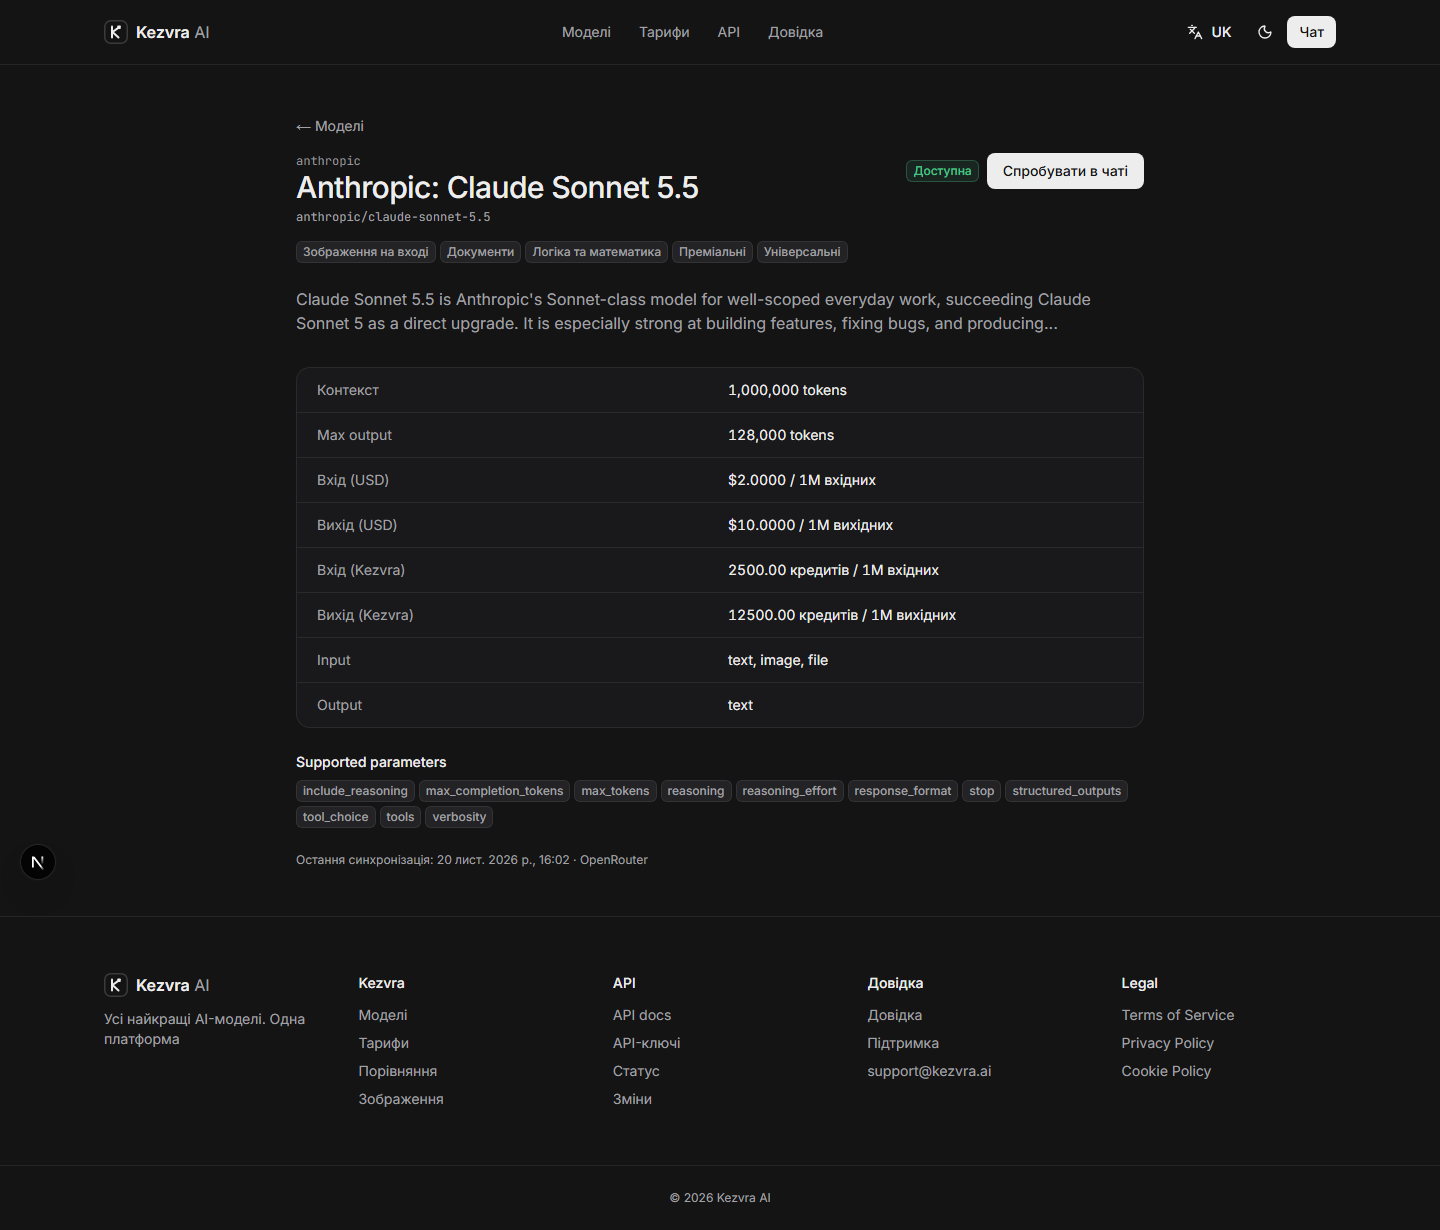 Kezvra AI
Моделі
Тарифи
API
Довідка
UK
Чат
← Моделі
anthropic
Anthropic: Claude Sonnet 5.5
anthropic/claude-sonnet-5.5
Доступна
Спробувати в чаті
Зображення на вході
Документи
Логіка та математика
Преміальні
Універсальні
Claude Sonnet 5.5 is Anthropic's Sonnet-class model for well-scoped everyday work, succeeding Claude
Sonnet 5 as a direct upgrade. It is especially strong at building features, fixing bugs, and producing...
Контекст 1,000,000 tokens
Max output 128,000 tokens
Вхід (USD) $2.0000 / 1M вхідних
Вихід (USD) $10.0000 / 1M вихідних
Вхід (Kezvra) 2500.00 кредитів / 1M вхідних
Вихід (Kezvra) 12500.00 кредитів / 1M вихідних
Input text, image, file
Output text
Supported parameters
include_reasoning
max_completion_tokens
max_tokens
reasoning
reasoning_effort
response_format
stop
structured_outputs
tool_choice
tools
verbosity
Остання синхронізація: 20 лист. 2026 р., 16:02 · OpenRouter
N
Kezvra AI
Усі найкращі AI-моделі. Одна
платформа
Kezvra
Моделі
Тарифи
Порівняння
Зображення
API
API docs
API-ключі
Статус
Зміни
Довідка
Довідка
Підтримка
support@kezvra.ai
Legal
Terms of Service
Privacy Policy
Cookie Policy
© 2026 Kezvra AI